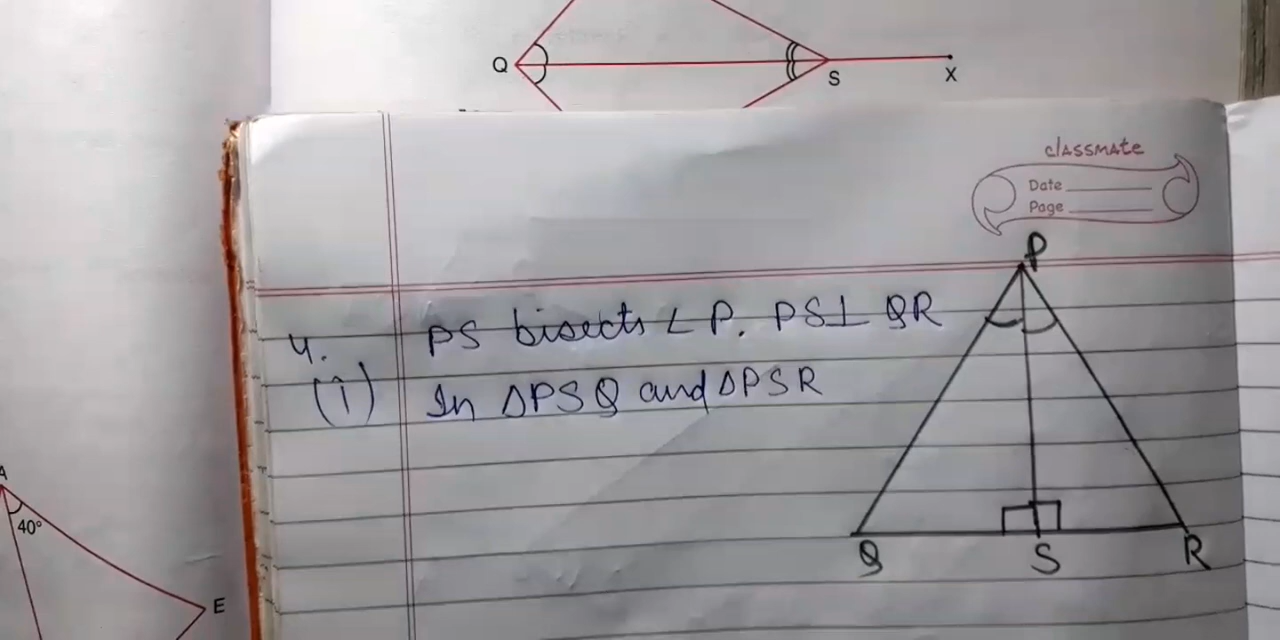 Q
S
X
classmate
Date
Page
P
4. PS bisects ∠P. PS⊥ QR
(i) In ΔPSQ and ΔPSR
A
40°
E
Q
S
R